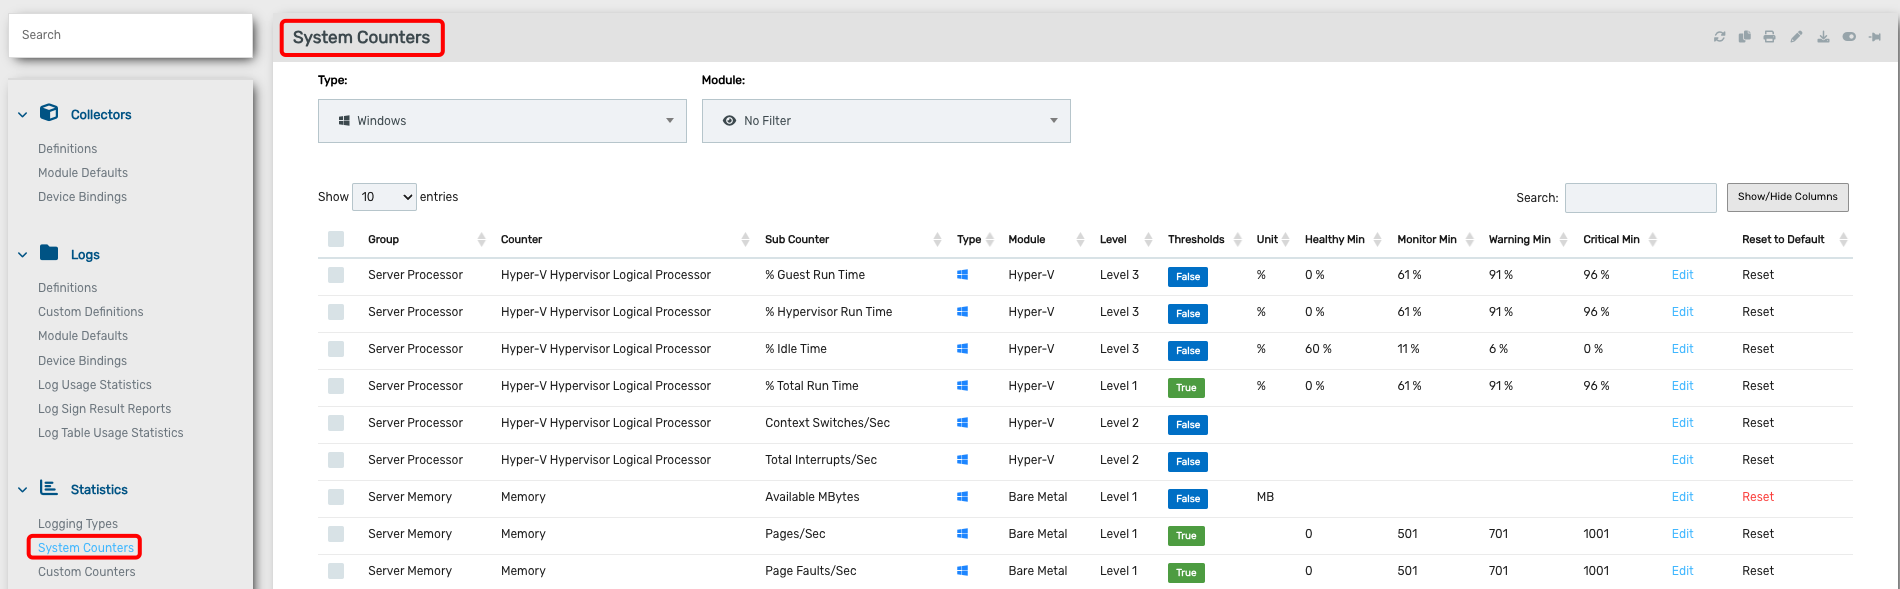 Search
System Counters
Collectors
Definitions
Module Defaults
Device Bindings
Logs
Definitions
Custom Definitions
Module Defaults
Device Bindings
Log Usage Statistics
Log Sign Result Reports
Log Table Usage Statistics
Statistics
Logging Types
System Counters
Custom Counters
Type: Module:
Windows No Filter
Show 10 entries Search: Show/Hide Columns
Group Counter Sub Counter Type Module Level Thresholds Unit Healthy Min Monitor Min Warning Min Critical Min Reset to Default
Server Processor Hyper-V Hypervisor Logical Processor % Guest Run Time Hyper-V Level 3 False % 0 % 61 % 91 % 96 % Edit Reset
Server Processor Hyper-V Hypervisor Logical Processor % Hypervisor Run Time Hyper-V Level 3 False % 0 % 61 % 91 % 96 % Edit Reset
Server Processor Hyper-V Hypervisor Logical Processor % Idle Time Hyper-V Level 3 False % 60 % 11 % 6 % 0 % Edit Reset
Server Processor Hyper-V Hypervisor Logical Processor % Total Run Time Hyper-V Level 1 True % 0 % 61 % 91 % 96 % Edit Reset
Server Processor Hyper-V Hypervisor Logical Processor Context Switches/Sec Hyper-V Level 2 False Edit Reset
Server Processor Hyper-V Hypervisor Logical Processor Total Interrupts/Sec Hyper-V Level 2 False Edit Reset
Server Memory Memory Available MBytes Bare Metal Level 1 False MB Edit Reset
Server Memory Memory Pages/Sec Bare Metal Level 1 True 0 501 701 1001 Edit Reset
Server Memory Memory Page Faults/Sec Bare Metal Level 1 True 0 501 701 1001 Edit Reset